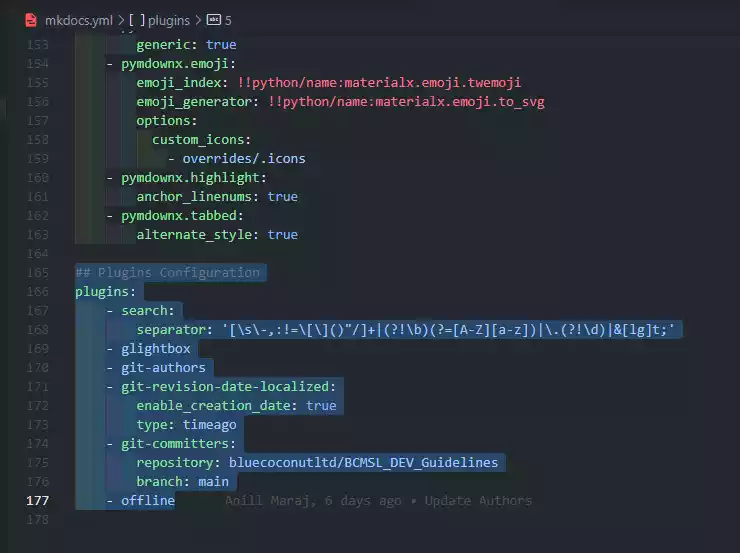 mkdocs.yml > [ ] plugins > abc 5
153 generic: true
154 - pymdownx.emoji:
155 emoji_index: !!python/name:materialx.emoji.twemoji
156 emoji_generator: !!python/name:materialx.emoji.to_svg
157 options:
158 custom_icons:
159 - overrides/.icons
160 - pymdownx.highlight:
161 anchor_linenums: true
162 - pymdownx.tabbed:
163 alternate_style: true
164
165 ## Plugins Configuration
166 plugins:
167 - search:
168 separator: '[\s\-,:!=\[\]()"/]+|(?!\b)(?=[A-Z][a-z])|\.(?!\d)|&[lg]t;'
169 - glightbox
170 - git-authors
171 - git-revision-date-localized:
172 enable_creation_date: true
173 type: timeago
174 - git-committers:
175 repository: bluecoconutltd/BCMSL_DEV_Guidelines
176 branch: main
177 - offline Anill Maraj, 6 days ago • Update Authors
178